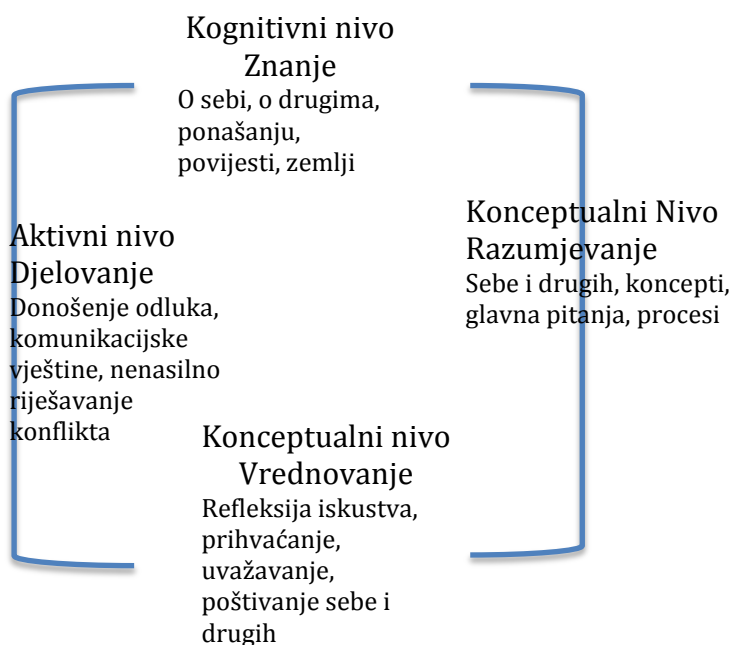 Kognitivni nivo
Znanje
O sebi, o drugima,
ponašanju,
povijesti, zemlji
Aktivni nivo
Djelovanje
Donošenje odluka,
komunikacijske
vještine, nenasilno
riješavanje
konflikta
Konceptualni Nivo
Razumjevanje
Sebe i drugih, koncepti,
glavna pitanja, procesi
Konceptualni nivo
Vrednovanje
Refleksija iskustva,
prihvaćanje,
uvažavanje,
poštivanje sebe i
drugih